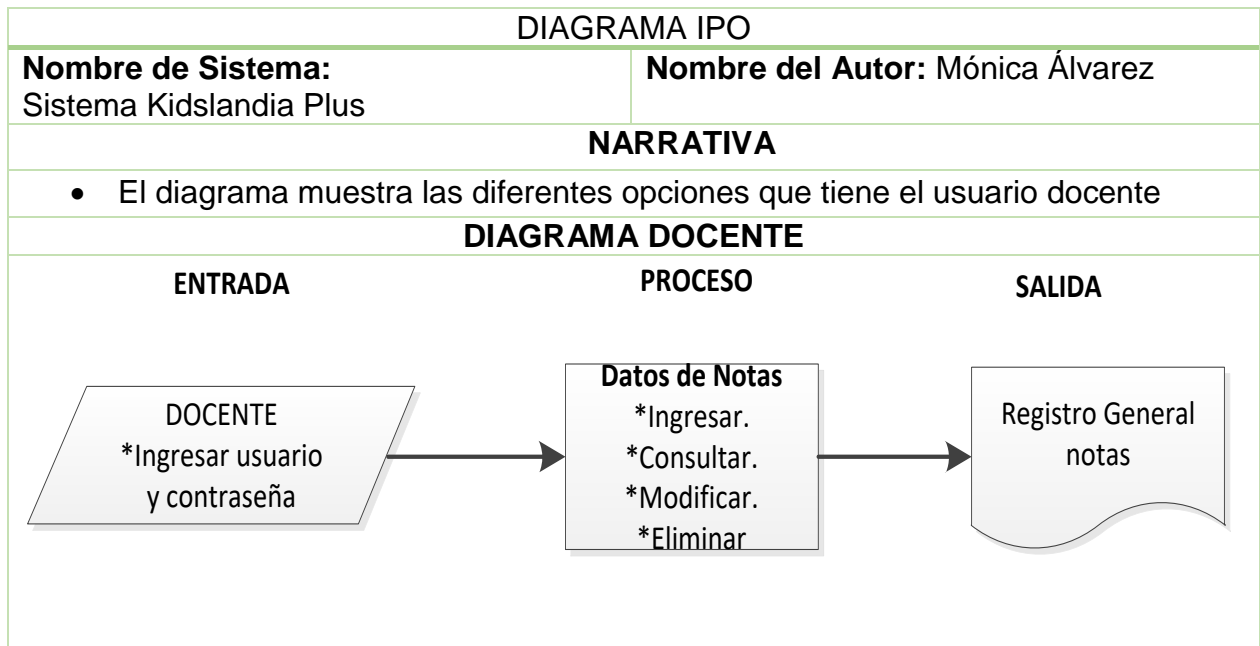 DIAGRAMA IPO
Nombre de Sistema:
Sistema Kidslandia Plus
Nombre del Autor: Mónica Álvarez
NARRATIVA
• El diagrama muestra las diferentes opciones que tiene el usuario docente
DIAGRAMA DOCENTE
ENTRADA
PROCESO
SALIDA
DOCENTE
*Ingresar usuario
y contraseña
Datos de Notas
*Ingresar.
*Consultar.
*Modificar.
*Eliminar
Registro General
notas